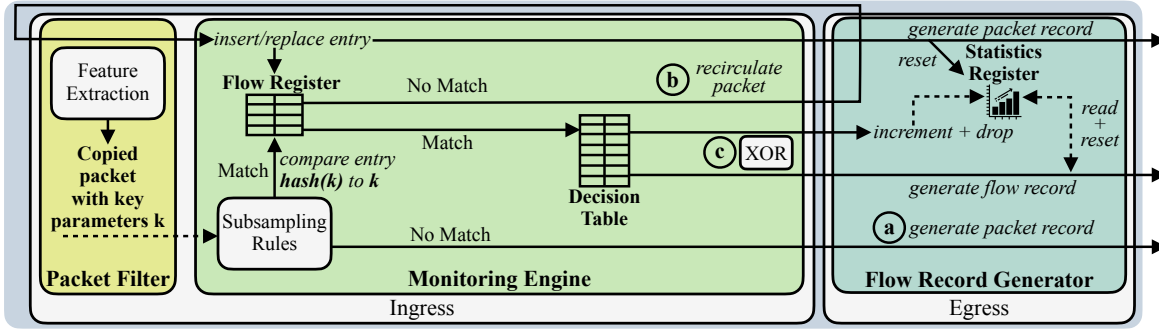 Feature
Extraction
Copied
packet
with key
parameters k
Packet Filter
insert/replace entry
Flow Register
No Match
b
recirculate
packet
Match
Match
compare entry
hash(k) to k
Decision
Table
c
XOR
Subsampling
Rules
No Match
Monitoring Engine
Ingress
generate packet record
reset
Statistics
Register
increment + drop
read
+
reset
generate flow record
a
generate packet record
Flow Record Generator
Egress